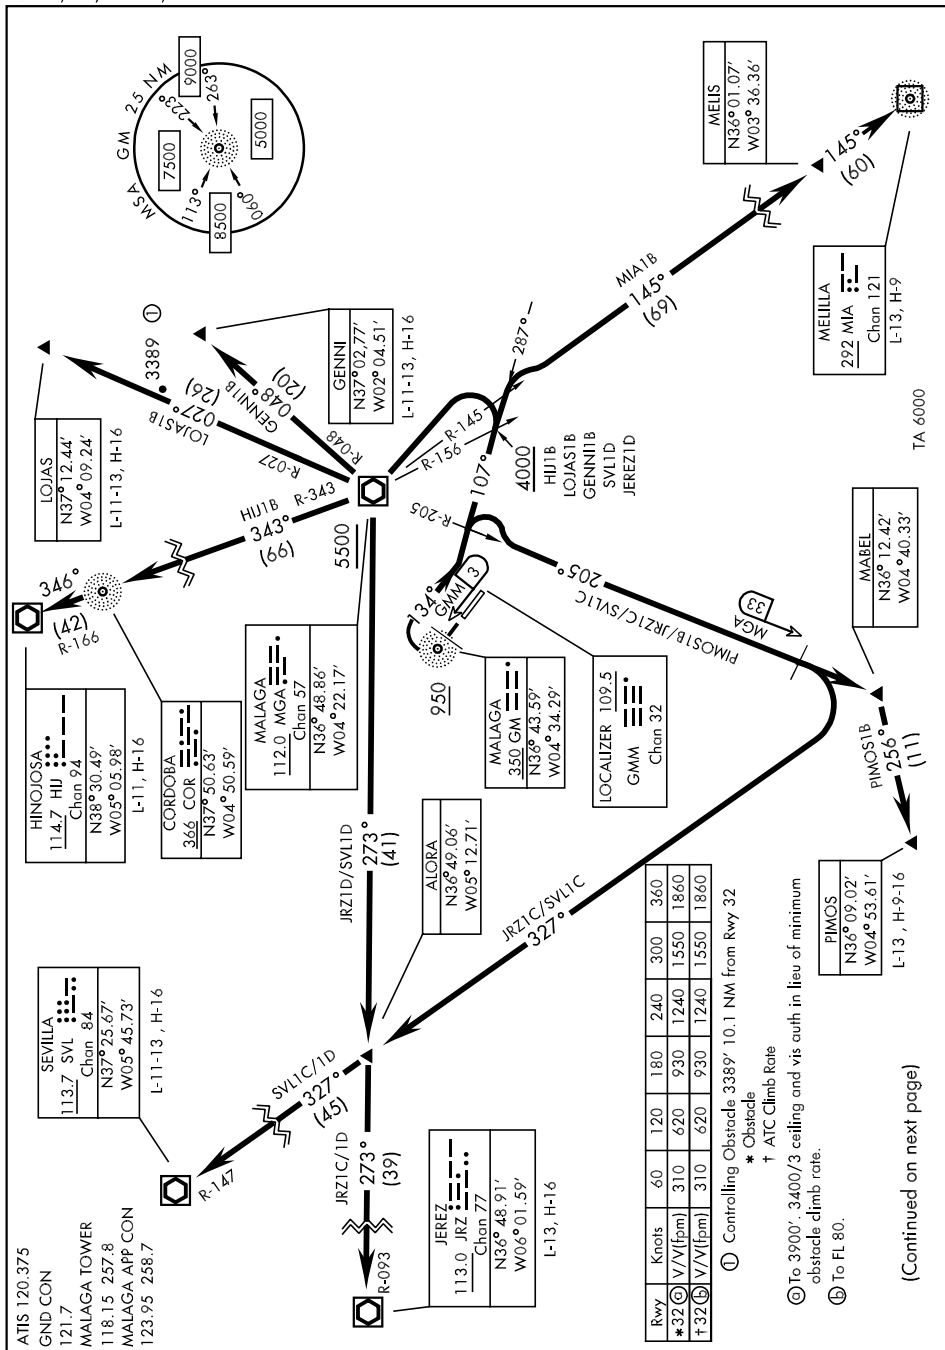 ATIS 120.375
GND CON
121.7
MALAGA TOWER
118.15 257.8
MALAGA APP CON
123.95 258.7
SEVILLA
113.7 SVL
Chan 84
N37° 25.67′
W05° 45.73′
L-11-13 , H-16
HINOJOSA
114.7 HIJ
Chan 94
N38° 30.49′
W05° 05.98′
L-11, H-16
CORDOBA
366 COR
N37° 50.63′
W04° 50.59′
LOJAS
N37° 12.44′
W04° 09.24′
L-11-13, H-16
MSA GM 25 NM
8500
7500
9000
5000
113°
223°
263°
060°
346°
(42)
R-166
HIJ1B
R-343
343°
(66)
LOJAS1B
027°
(26)
R-027
3389 ①
GENNI1B
048°
(20)
R-048
GENNI
N37° 02,77′
W02° 04.51′
L-11-13, H-16
MALAGA
112.0 MGA
Chan 57
N36° 48.86′
W04° 22.17′
5500
R-147
SVL1C/1D
327°
(45)
JRZ1C/1D
273°
(39)
R-093
JRZ1D/SVL1D
273°
(41)
ALORA
N36° 49.06′
W05° 12.71′
JEREZ
113.0 JRZ
Chan 77
N36° 48.91′
W06° 01.59′
L-13, H-16
R-145
R-156
R-205
107°
287°
134°
GMM
3
950
4000
HIJ1B
LOJAS1B
GENNI1B
SVL1D
JEREZ1D
MALAGA
350 GM
N36° 43.59′
W04° 34.29′
LOCALIZER 109.5
GMM
Chan 32
MIA1B
145°
(69)
MELIS
N36° 01.07′
W03° 36.36′
145°
(60)
MELILLA
292 MIA
Chan 121
L-13, H-9
205°
PIMOS1B/JRZ1C/SVL1C
MGA
33
JRZ1C/SVL1C
327°
MABEL
N36° 12.42′
W04° 40.33′
PIMOS1B
256°
(11)
PIMOS
N36° 09.02′
W04° 53.61′
L-13 , H-9-16
TA 6000
Rwy Knots 60 120 180 240 300 360
*32 ⓐ V/V(fpm) 310 620 930 1240 1550 1860
†32 ⓑ V/V(fpm) 310 620 930 1240 1550 1860
① Controlling Obstacle 3389′ 10.1 NM from Rwy 32
* Obstacle
† ATC Climb Rate
ⓐ To 3900′. 3400/3 ceiling and vis auth in lieu of minimum
obstacle climb rate.
ⓑ To FL 80.
(Continued on next page)